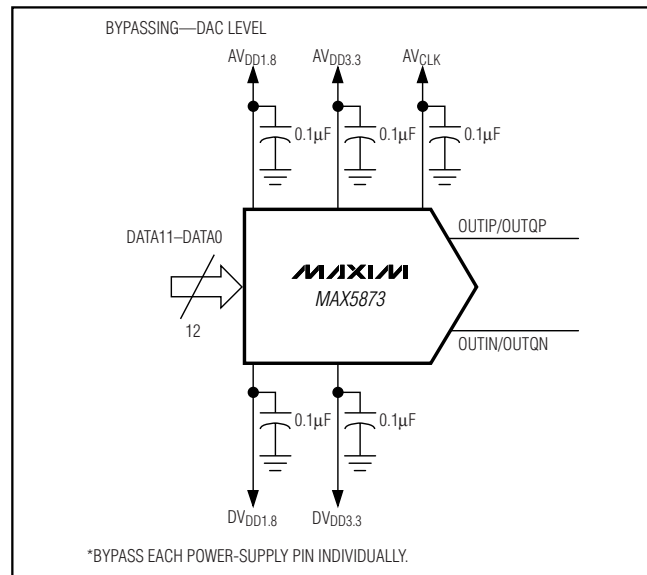 BYPASSING—DAC LEVEL
AVDD1.8 AVDD3.3 AVCLK
0.1µF 0.1µF 0.1µF
DATA11–DATA0
12
MAXIM
MAX5873
OUTIP/OUTQP
OUTIN/OUTQN
0.1µF 0.1µF
DVDD1.8 DVDD3.3
*BYPASS EACH POWER-SUPPLY PIN INDIVIDUALLY.